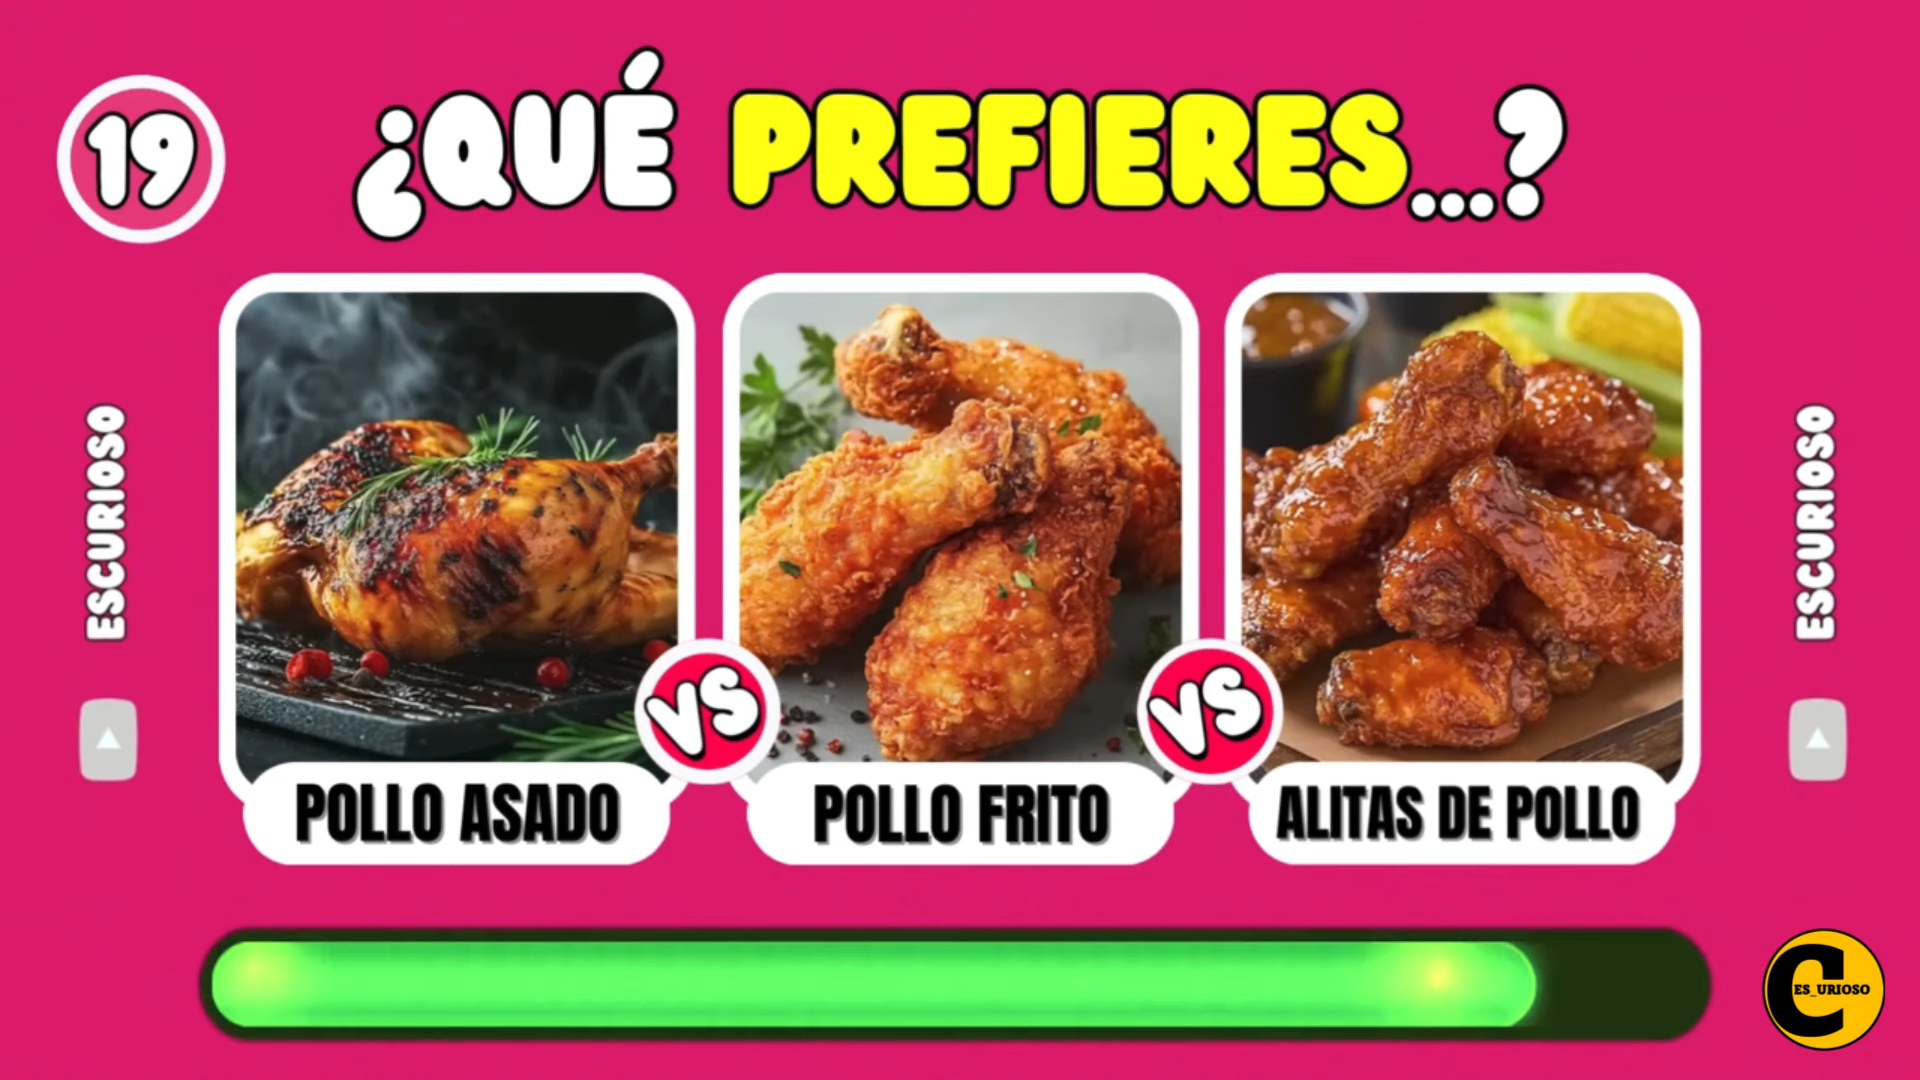 19
¿QUÉ PREFIERES...?
ESCURIOSO
ESCURIOSO
VS
VS
POLLO ASADO
POLLO FRITO
ALITAS DE POLLO
C
ES_URIOSO